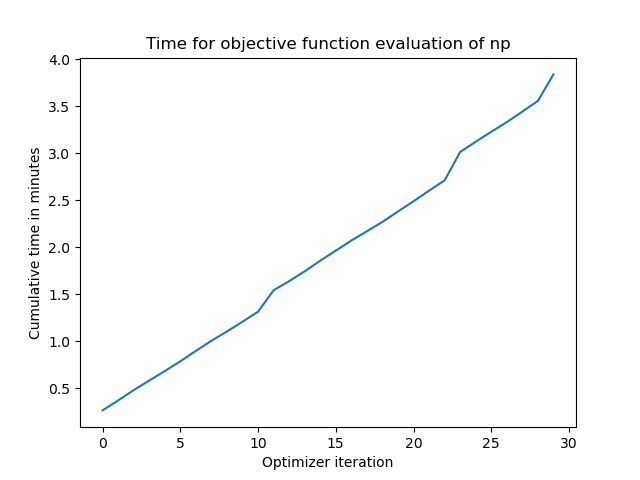 Time for objective function evaluation of np
Cumulative time in minutes
4.0
3.5
3.0
2.5
2.0
1.5
1.0
0.5
0 5 10 15 20 25 30
Optimizer iteration